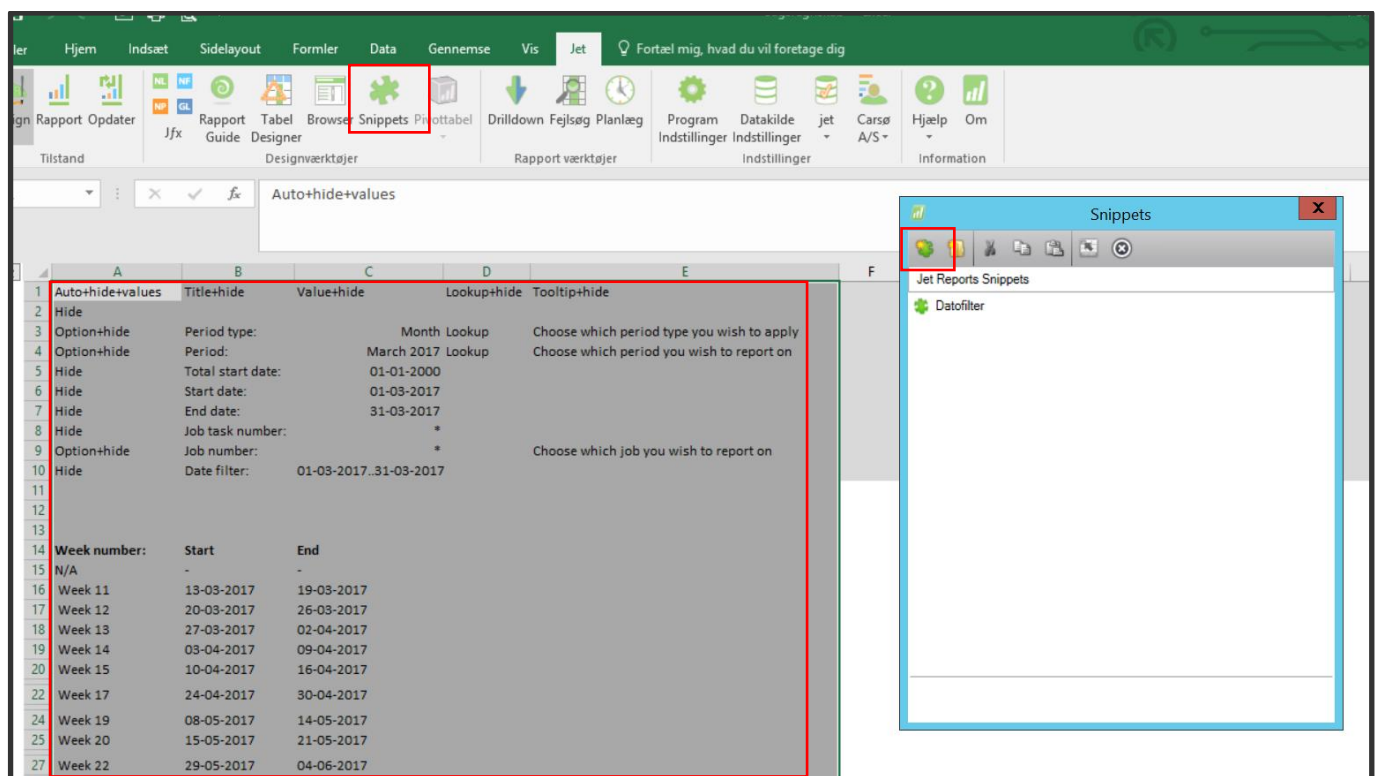 ler Hjem Indsæt Sidelayout Formler Data Gennemse Vis Jet Fortæl mig, hvad du vil foretage dig
NL NF
NP GL
ign Rapport Opdater Jfx Rapport Guide Tabel Designer Browser Snippets Pivottabel Drilldown Fejlsøg Planlæg Program Indstillinger Datakilde Indstillinger jet Carsø A/S Hjælp Om
Tilstand Designværktøjer Rapport værktøjer Indstillinger Information
fx Auto+hide+values
A B C D E F
1 Auto+hide+values Title+hide Value+hide Lookup+hide Tooltip+hide
2 Hide
3 Option+hide Period type: Month Lookup Choose which period type you wish to apply
4 Option+hide Period: March 2017 Lookup Choose which period you wish to report on
5 Hide Total start date: 01-01-2000
6 Hide Start date: 01-03-2017
7 Hide End date: 31-03-2017
8 Hide Job task number: *
9 Option+hide Job number: * Choose which job you wish to report on
10 Hide Date filter: 01-03-2017..31-03-2017
11
12
13
14 Week number: Start End
15 N/A - -
16 Week 11 13-03-2017 19-03-2017
17 Week 12 20-03-2017 26-03-2017
18 Week 13 27-03-2017 02-04-2017
19 Week 14 03-04-2017 09-04-2017
20 Week 15 10-04-2017 16-04-2017
22 Week 17 24-04-2017 30-04-2017
24 Week 19 08-05-2017 14-05-2017
25 Week 20 15-05-2017 21-05-2017
27 Week 22 29-05-2017 04-06-2017
Snippets X
Jet Reports Snippets
Datofilter